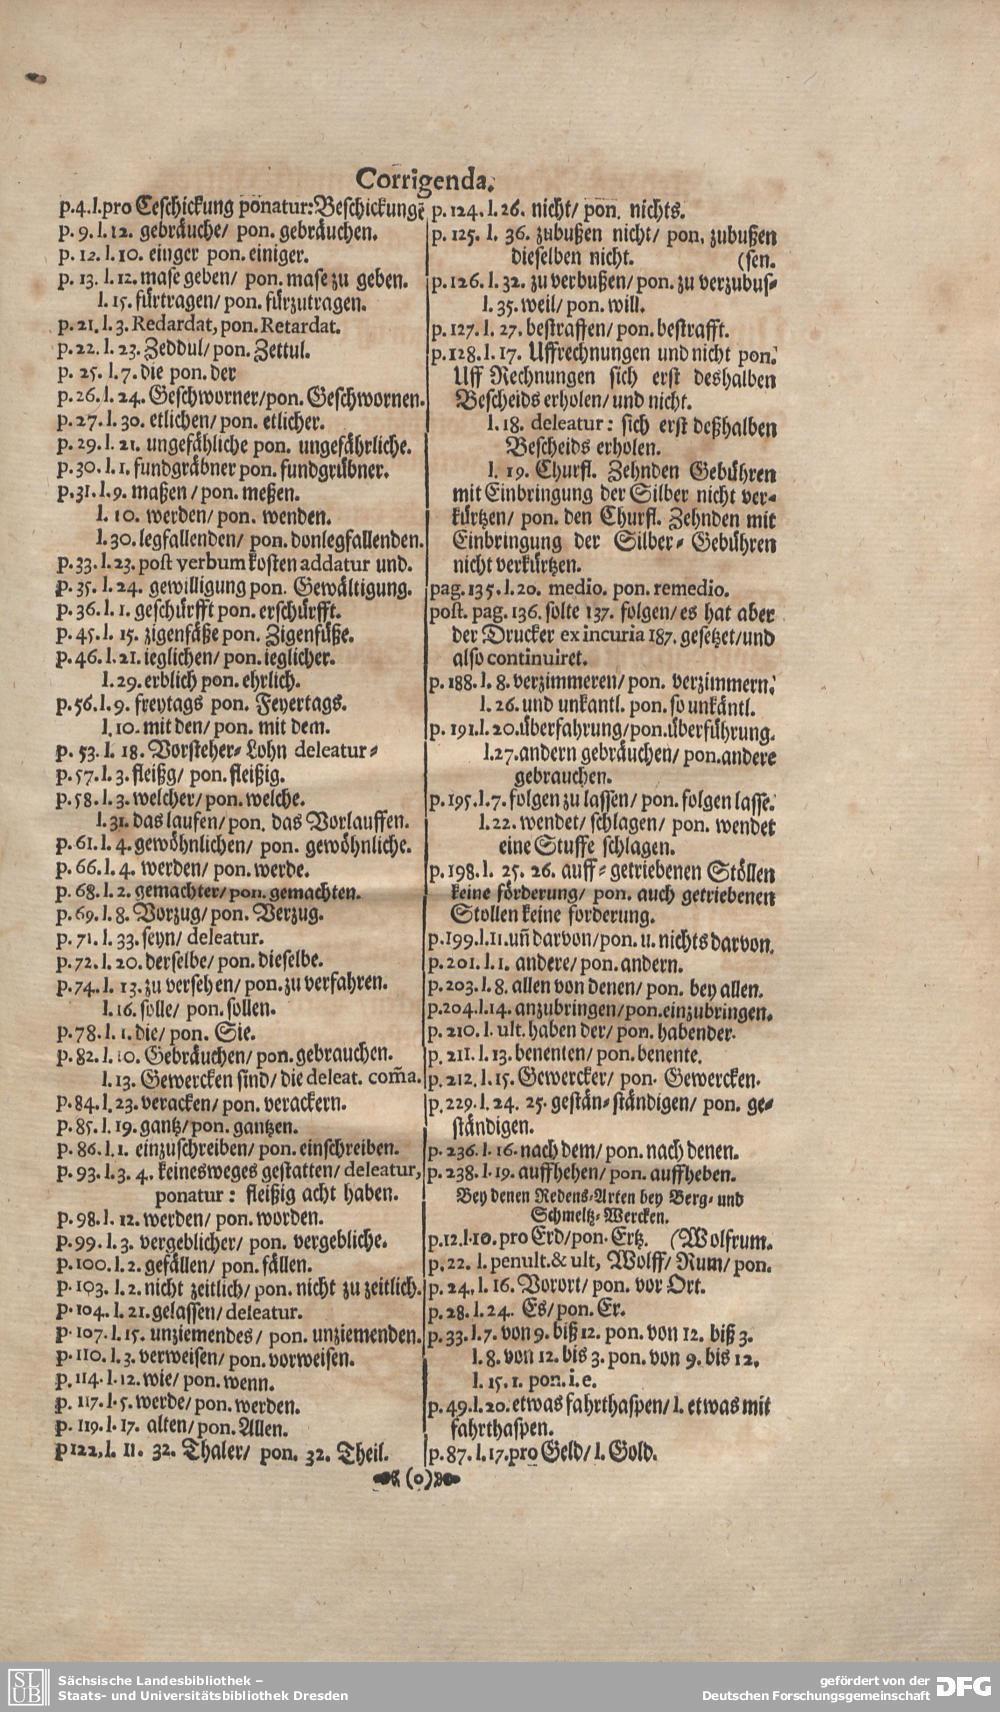 Corrigenda.
p.4.l.pro Ceschickung ponatur: Beschickung
p. 9. l. 12. gebräuche/ pon. gebräuchen.
p. 12. l. 10. einger pon. einiger.
p. 13. l. 12. mase geben/ pon. mase zu geben.
l. 15. fürtragen/ pon. fürzutragen.
p. 21. l. 3. Redardat, pon. Retardat.
p. 22. l. 23. Zeddul/ pon. Zettul.
p. 25. l. 7. die pon. der
p. 26. l. 24. Geschworner/ pon. Geschwornen.
p. 27. l. 30. etlichen/ pon. etlicher.
p. 29. l. 21. ungefähliche pon. ungefährliche.
p. 30. l. 1. fundgräbner pon. fundgrübner.
p. 31. l. 9. maßen / pon. meßen.
l. 10. werden/ pon. wenden.
l. 30. legfallenden/ pon. donlegfallenden.
p. 33. l. 23. post verbum kosten addatur und.
p. 35. l. 24. gewilligung pon. Gewältigung.
p. 36. l. 1. geschürfft pon. erschürfft.
p. 45. l. 15. zigenfäße pon. Zigenfüße.
p. 46. l. 21. ieglichen/ pon. ieglicher.
l. 29. erblich pon. ehrlich.
p. 56. l. 9. freytags pon. Feyertags.
l. 10. mit den/ pon. mit dem.
p. 53. l. 18. Vorsteher-Lohn deleatur-
p. 57. l. 3. fleißg/ pon. fleißig.
p. 58. l. 3. welcher/ pon. welche.
l. 31. das laufen/ pon. das Vorlauffen.
p. 61. l. 4. gewöhnlichen/ pon. gewöhnliche.
p. 66. l. 4. werden/ pon. werde.
p. 68. l. 2. gemachter/ pon. gemachten.
p. 69. l. 8. Vorzug/ pon. Verzug.
p. 71. l. 33. seyn/ deleatur.
p. 72. l. 20. derselbe/ pon. dieselbe.
p. 74. l. 13. zu versehen/ pon. zu verfahren.
l. 16. solle/ pon. sollen.
p. 78. l. 1. die/ pon. Sie.
p. 82. l. 10. Gebräuchen/ pon. gebrauchen.
l. 13. Gewercken sind/ die deleat. com̃a.
p. 84. l. 23. veracken/ pon. verackern.
p. 85. l. 19. gantz/ pon. gantzen.
p. 86. l. 1. einzuschreiben/ pon. einschreiben.
p. 93. l. 3. 4. keinesweges gestatten/ deleatur,
ponatur: fleißig acht haben.
p. 98. l. 12. werden/ pon. worden.
p. 99. l. 3. vergeblicher/ pon. vergebliche.
p. 100. l. 2. gefällen/ pon. fällen.
p. 103. l. 2. nicht zeitlich/ pon. nicht zu zeitlich.
p. 104. l. 21. gelassen/ deleatur.
p. 107. l. 15. unziemendes/ pon. unziemenden.
p. 110. l. 3. verweisen/ pon. vorweisen.
p. 114. l. 12. wie/ pon. wenn.
p. 117. l. 5. werde/ pon. werden.
p. 119. l. 17. alten/ pon. Allen.
p 122, l. 11. 32. Thaler/ pon. 32. Theil.
p. 124. l. 26. nicht/ pon. nichts.
p. 125. l. 36. zubußen nicht/ pon. zubußen
dieselben nicht. (sen.
p. 126. l. 32. zu verbußen/ pon. zu verzubus-
l. 35. weil/ pon. will.
p. 127. l. 27. bestraffen/ pon. bestrafft.
p. 128. l. 17. Uffrechnungen und nicht pon.
Uff Rechnungen sich erst deshalben
Bescheids erholen/ und nicht.
l. 18. deleatur: sich erst deßhalben
Bescheids erholen.
l. 19. Churfl. Zehnden Gebühren
mit Einbringung der Silber nicht ver-
kürtzen/ pon. den Churfl. Zehnden mit
Einbringung der Silber-Gebühren
nicht verkürtzen.
pag. 135. l. 20. medio. pon. remedio.
post. pag. 136. solte 137. folgen/ es hat aber
der Drucker ex incuria 187. gesetzet/ und
also continuiret.
p. 188. l. 8. verzimmeren/ pon. verzimmern.
l. 26. und unkantl. pon. so unkäntl.
p. 191. l. 20. überfahrung/ pon. überführung.
l. 27. andern gebräuchen/ pon. andere
gebrauchen.
p. 195. l. 7. folgen zu lassen/ pon. folgen lasse.
l. 22. wendet/ schlagen/ pon. wendet
eine Stuffe schlagen.
p. 198. l. 25. 26. auff-getriebenen Stöllen
keine förderung/ pon. auch getriebenen
Stollen keine forderung.
p. 199. l. 11. uñ darvon/ pon. u. nichts darvon.
p. 201. l. 1. andere/ pon. andern.
p. 203. l. 8. allen von denen/ pon. bey allen.
p. 204. l. 14. anzubringen/ pon. einzubringen.
p. 210. l. ult. haben der/ pon. habender.
p. 211. l. 13. benenten/ pon. benente.
p. 212. l. 15. Gewercker/ pon. Gewercken.
p. 229. l. 24. 25. gestän-ständigen/ pon. ge-
ständigen.
p. 236. l. 16. nach dem/ pon. nach denen.
p. 238. l. 19. auffhehen/ pon. auffheben.
Bey denen Redens-Arten bey Berg- und
Schmeltz-Wercken.
p. 12. l. 10. pro Erd/ pon. Ertz. (Wolfrum.
p. 22. l. penult. & ult, Wolff/ Rum/ pon.
p. 24. l. 16. Vorort/ pon. vor Ort.
p. 28. l. 24. Es/ pon. Er.
p. 33. l. 7. von 9. biß 12. pon. von 12. biß 3.
l. 8. von 12. bis 3. pon. von 9. bis 12.
l. 15. 1. pon. i. e.
p. 49. l. 20. etwas fahrthaspen/ l. etwas mit
fahrthaspen.
p. 87. l. 17. pro Geld/ l. Gold.
(o)
SLUB
Sächsische Landesbibliothek –
Staats- und Universitätsbibliothek Dresden
gefördert von der
Deutschen Forschungsgemeinschaft
DFG